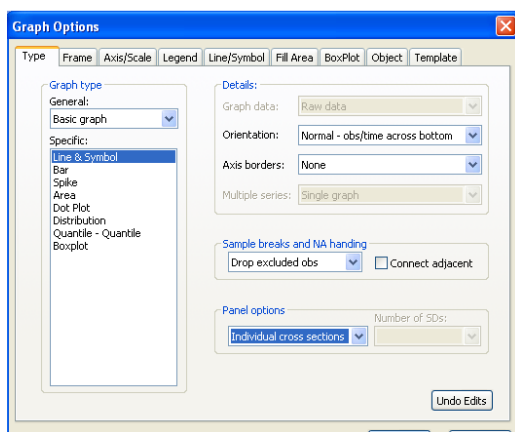 Graph Options
Type Frame Axis/Scale Legend Line/Symbol Fill Area BoxPlot Object Template
Graph type
General:
Basic graph
Specific:
Line & Symbol
Bar
Spike
Area
Dot Plot
Distribution
Quantile - Quantile
Boxplot
Details:
Graph data: Raw data
Orientation: Normal - obs/time across bottom
Axis borders: None
Multiple series: Single graph
Sample breaks and NA handing
Drop excluded obs Connect adjacent
Panel options
Number of SDs:
Individual cross sections
Undo Edits